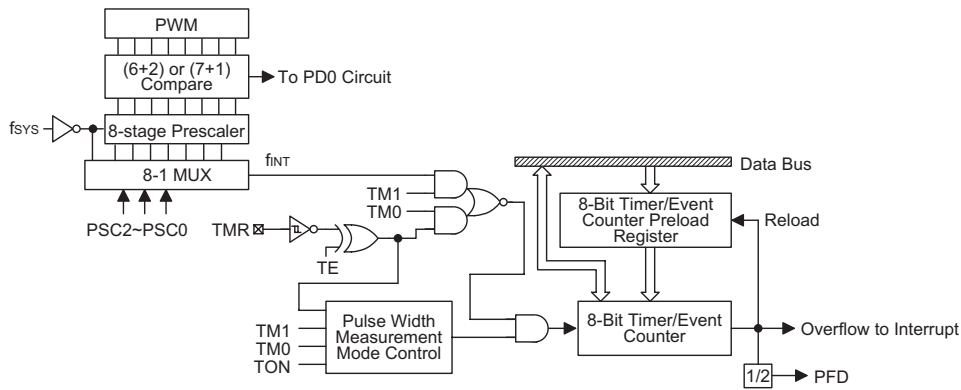 PWM
(6+2) or (7+1)
Compare
To PD0 Circuit
fSYS
8-stage Prescaler
8-1 MUX
fINT
PSC2~PSC0
TM1
TM0
TMR
TE
Data Bus
8-Bit Timer/Event
Counter Preload
Register
Reload
TM1
TM0
TON
Pulse Width
Measurement
Mode Control
8-Bit Timer/Event
Counter
Overflow to Interrupt
1/2
PFD